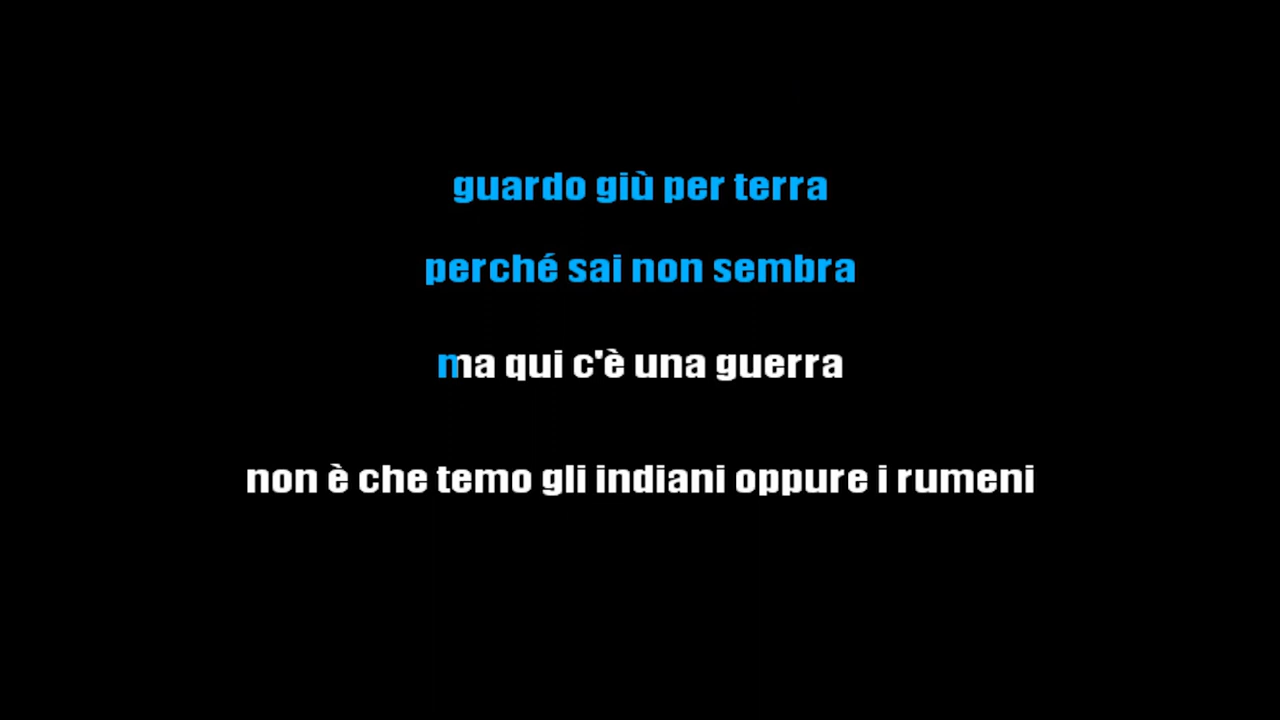 guardo giù per terra
perché sai non sembra
ma qui c'è una guerra
non è che temo gli indiani oppure i rumeni